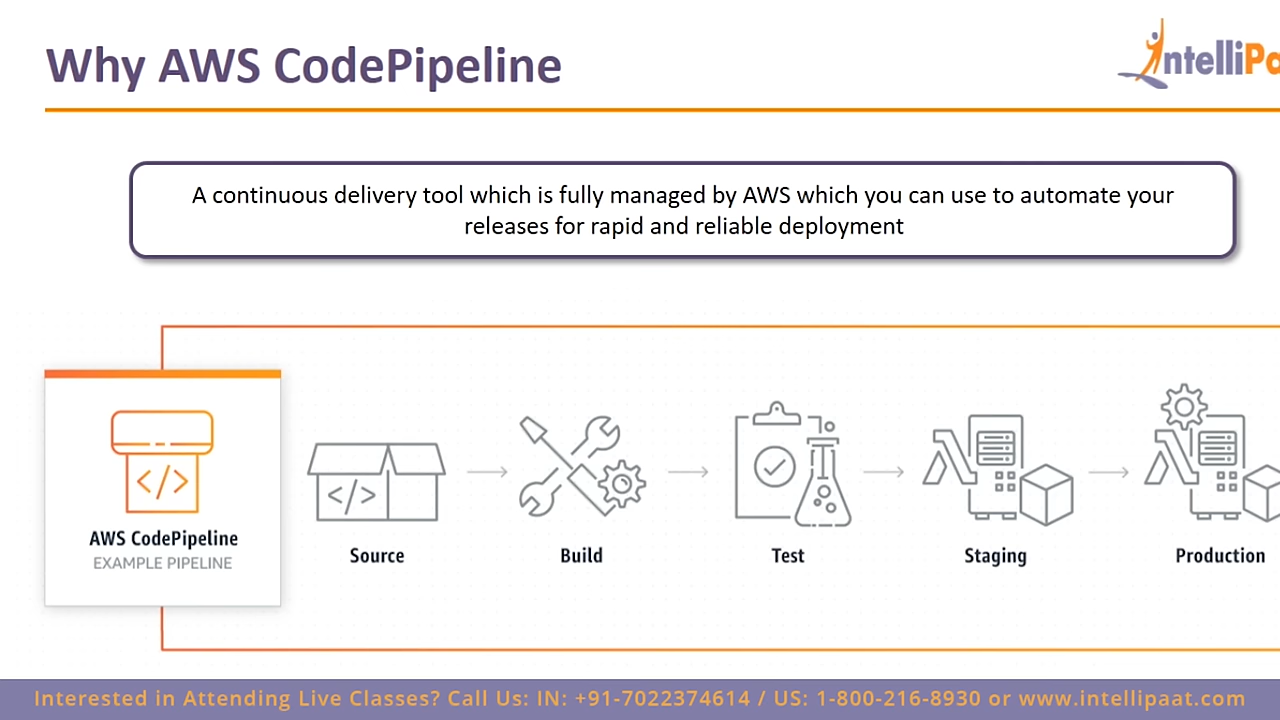 Why AWS CodePipeline
IntelliPa
A continuous delivery tool which is fully managed by AWS which you can use to automate your
releases for rapid and reliable deployment
</>
AWS CodePipeline
EXAMPLE PIPELINE
</>
Source
Build
Test
Staging
Production
Interested in Attending Live Classes? Call Us: IN: +91-7022374614 / US: 1-800-216-8930 or www.intellipaat.com